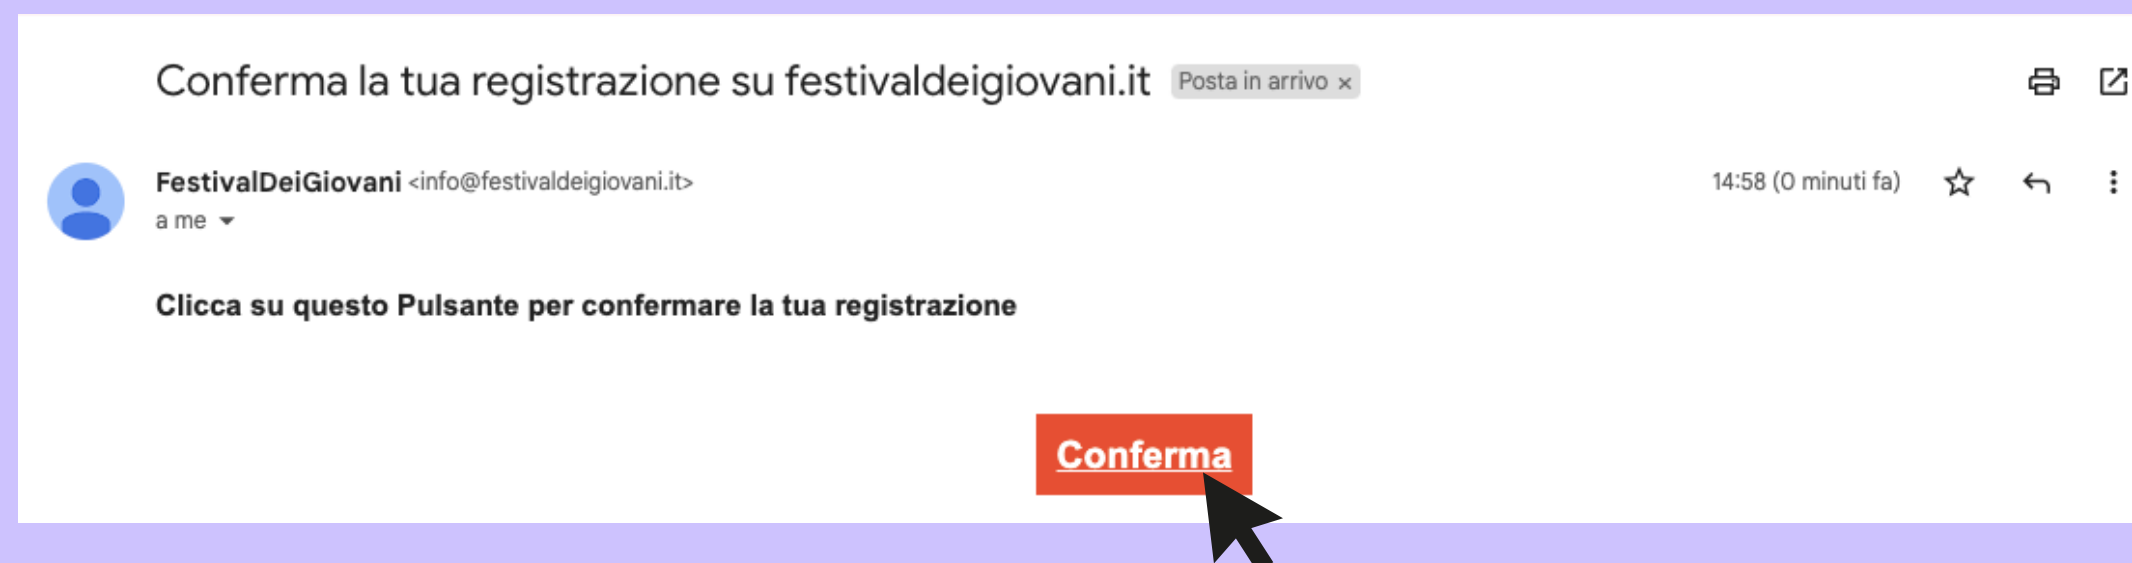 Conferma la tua registrazione su festivaldeigiovani.it Posta in arrivo ×
FestivalDeiGiovani <info@festivaldeigiovani.it> 14:58 (0 minuti fa)
a me
Clicca su questo Pulsante per confermare la tua registrazione
Conferma